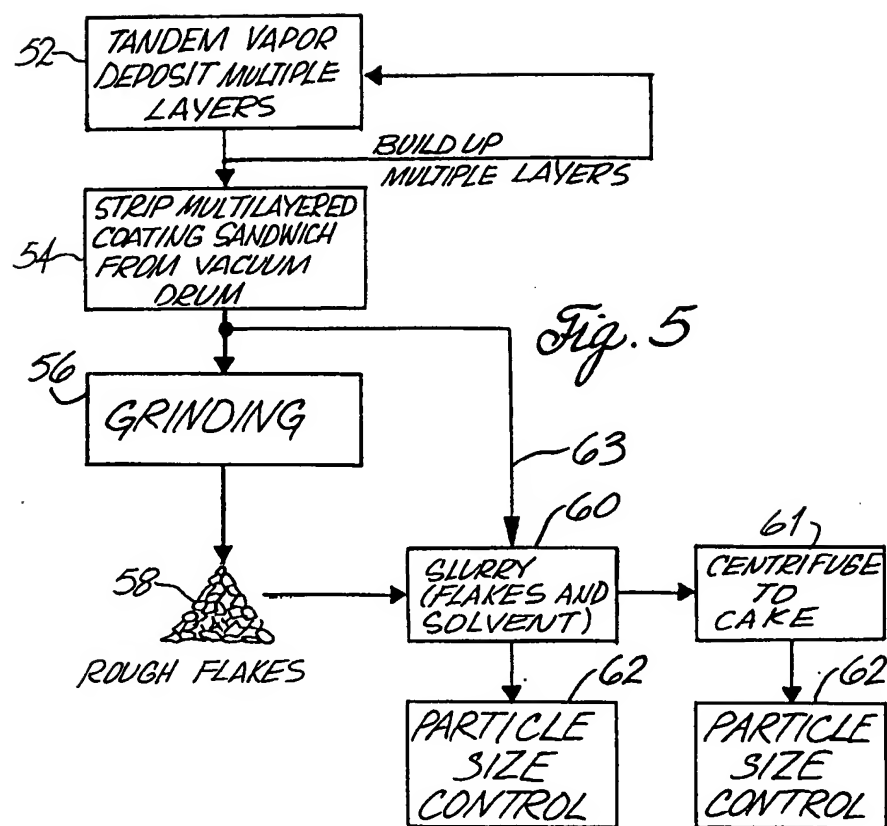 52
TANDEM VAPOR
DEPOSIT MULTIPLE
LAYERS
BUILD UP
MULTIPLE LAYERS
54
STRIP MULTILAYERED
COATING SANDWICH
FROM VACUUM
DRUM
Fig. 5
56
GRINDING
63
58
ROUGH FLAKES
60
SLURRY
(FLAKES AND
SOLVENT)
61
CENTRIFUGE
TO
CAKE
62
PARTICLE
SIZE
CONTROL
62
PARTICLE
SIZE
CONTROL